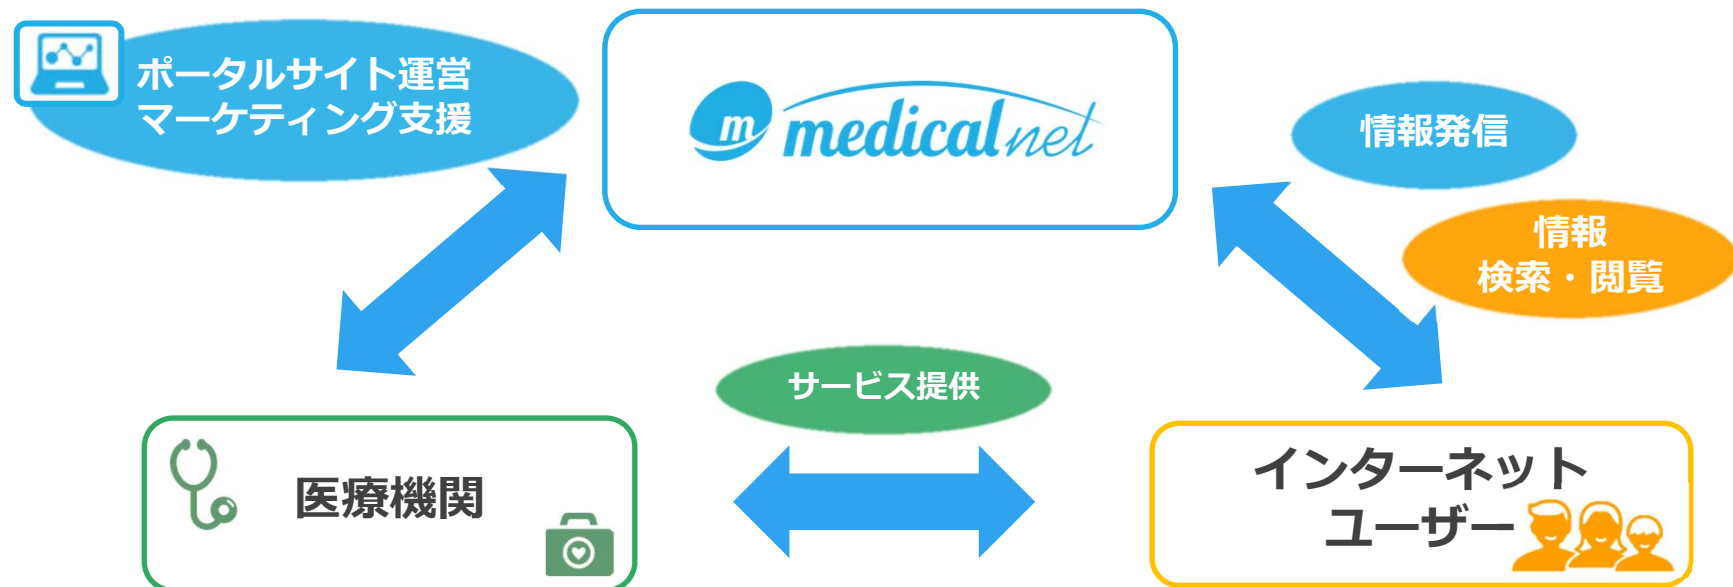 ポータルサイト運営
マーケティング支援
m medicalnet
情報発信
情報
検索・閲覧
サービス提供
医療機関
インターネット
ユーザー